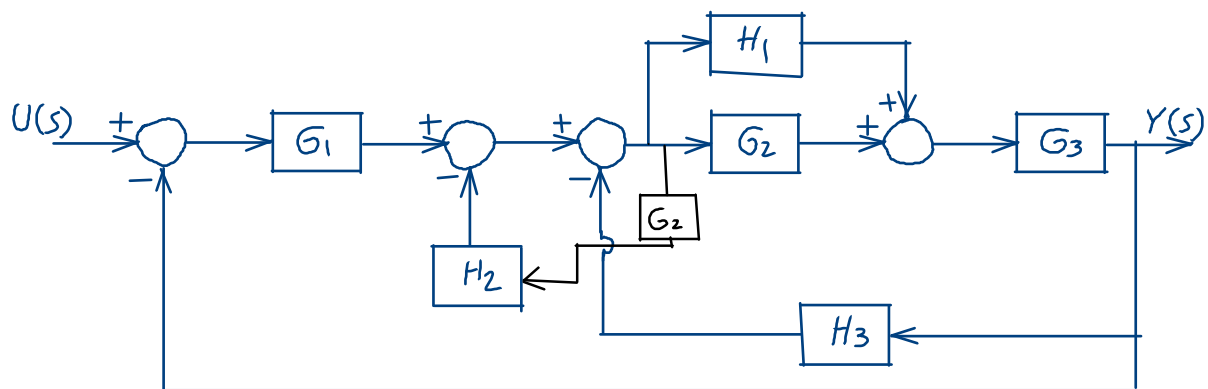 H1
U(s) + + + + + Y(s)
G1 G2 G3
− − −
G2
H2
H3